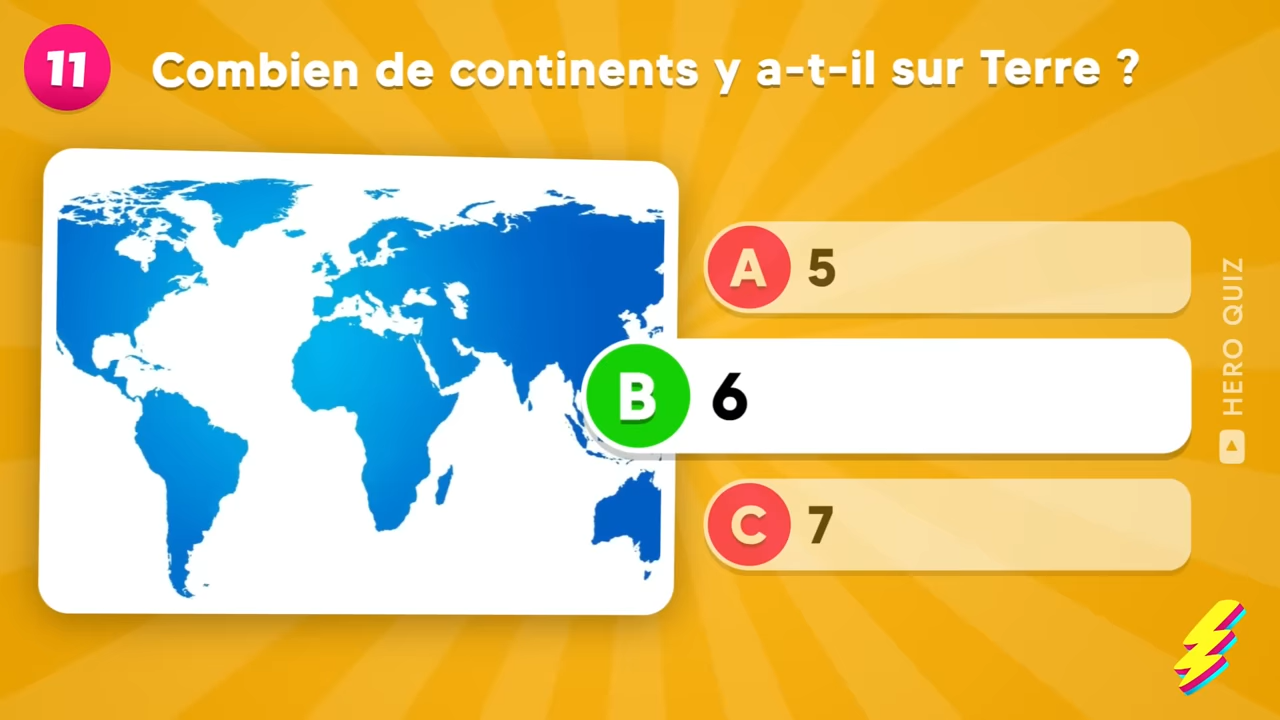 11
Combien de continents y a-t-il sur Terre ?
A 5
B 6
C 7
HERO QUIZ